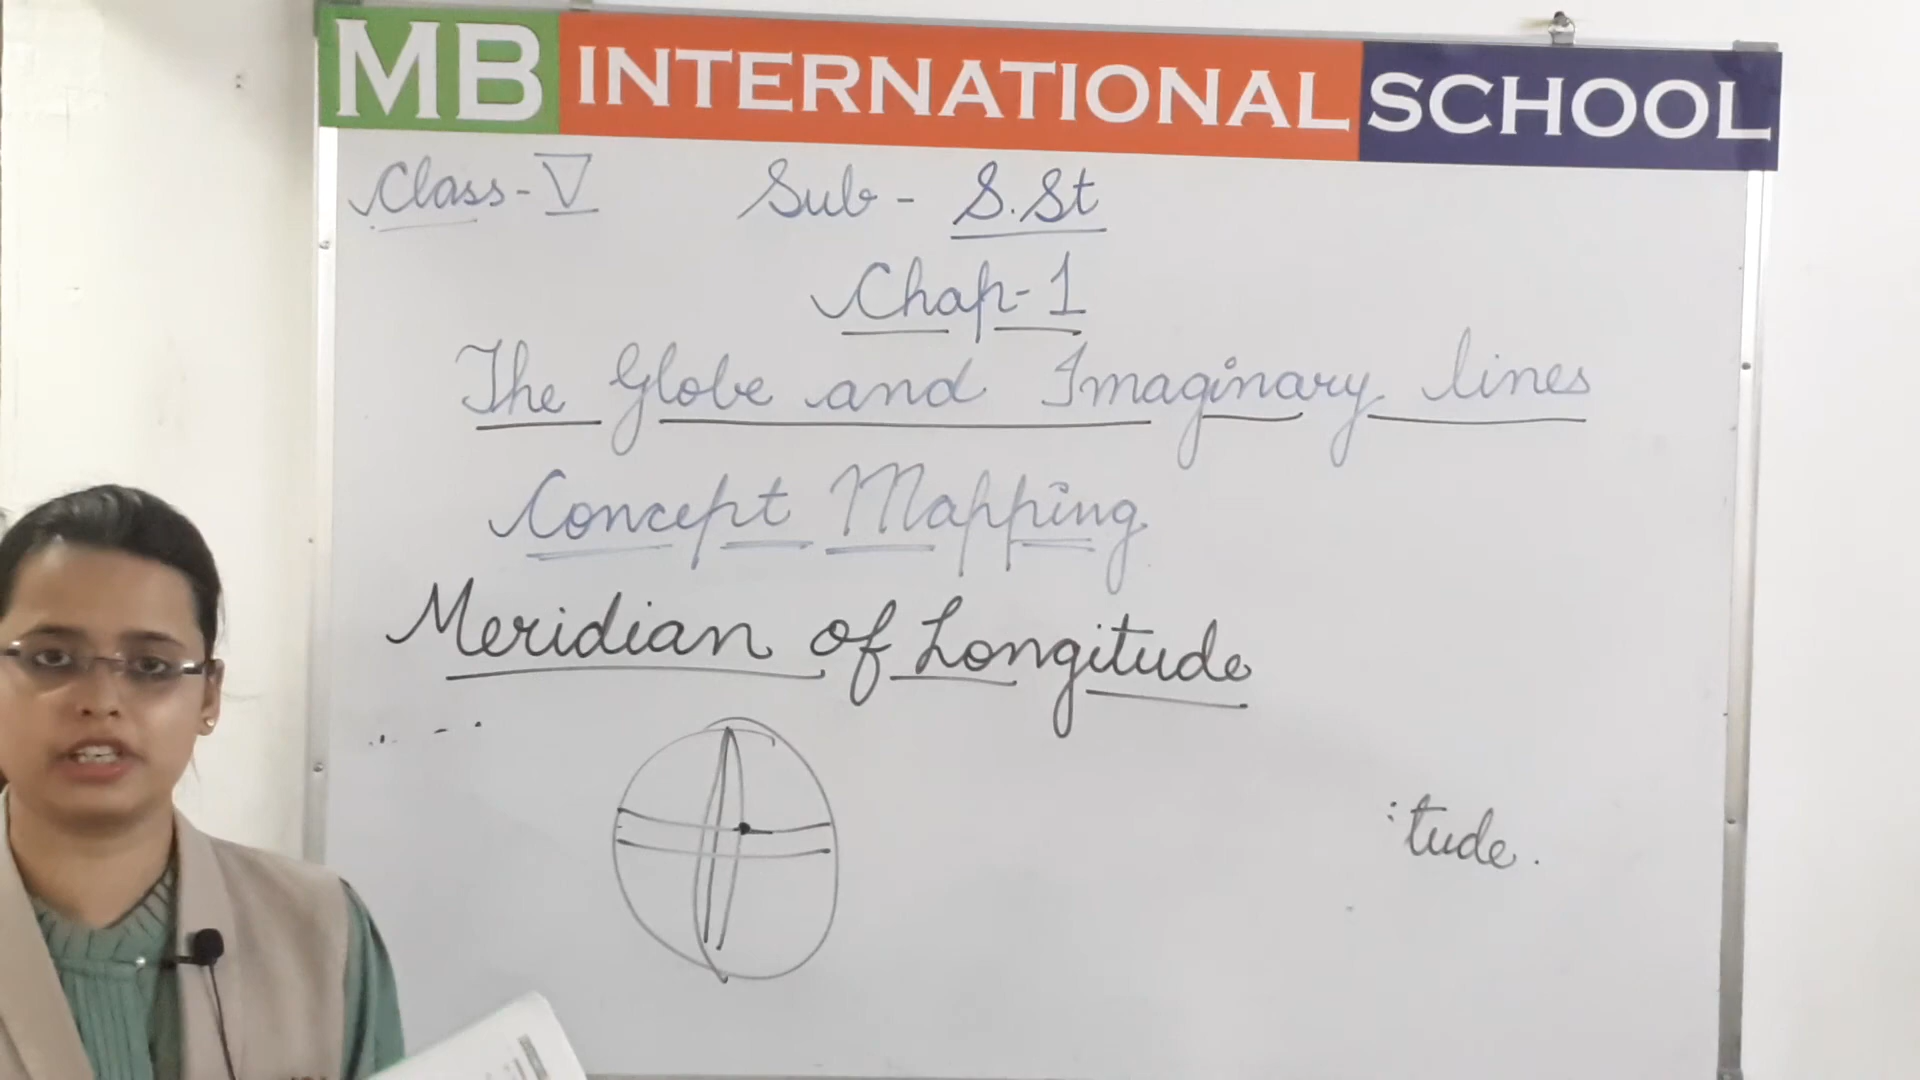 MB INTERNATIONAL SCHOOL
Class-V Sub - S.St
Chap-1
The Globe and Imaginary lines
Concept Mapping
Meridian of Longitude
tude.